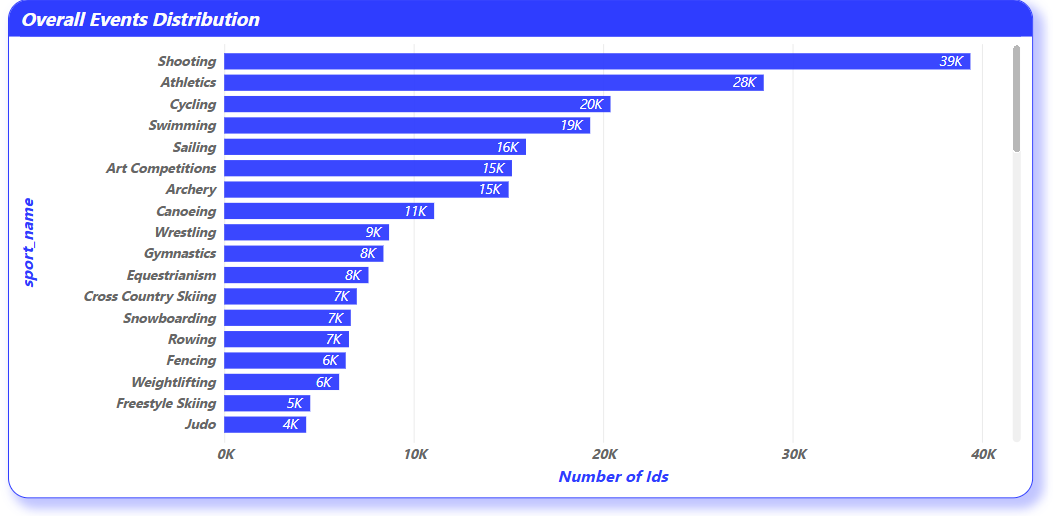 Overall Events Distribution
sport_name
Shooting 39K
Athletics 28K
Cycling 20K
Swimming 19K
Sailing 16K
Art Competitions 15K
Archery 15K
Canoeing 11K
Wrestling 9K
Gymnastics 8K
Equestrianism 8K
Cross Country Skiing 7K
Snowboarding 7K
Rowing 7K
Fencing 6K
Weightlifting 6K
Freestyle Skiing 5K
Judo 4K
0K 10K 20K 30K 40K
Number of Ids